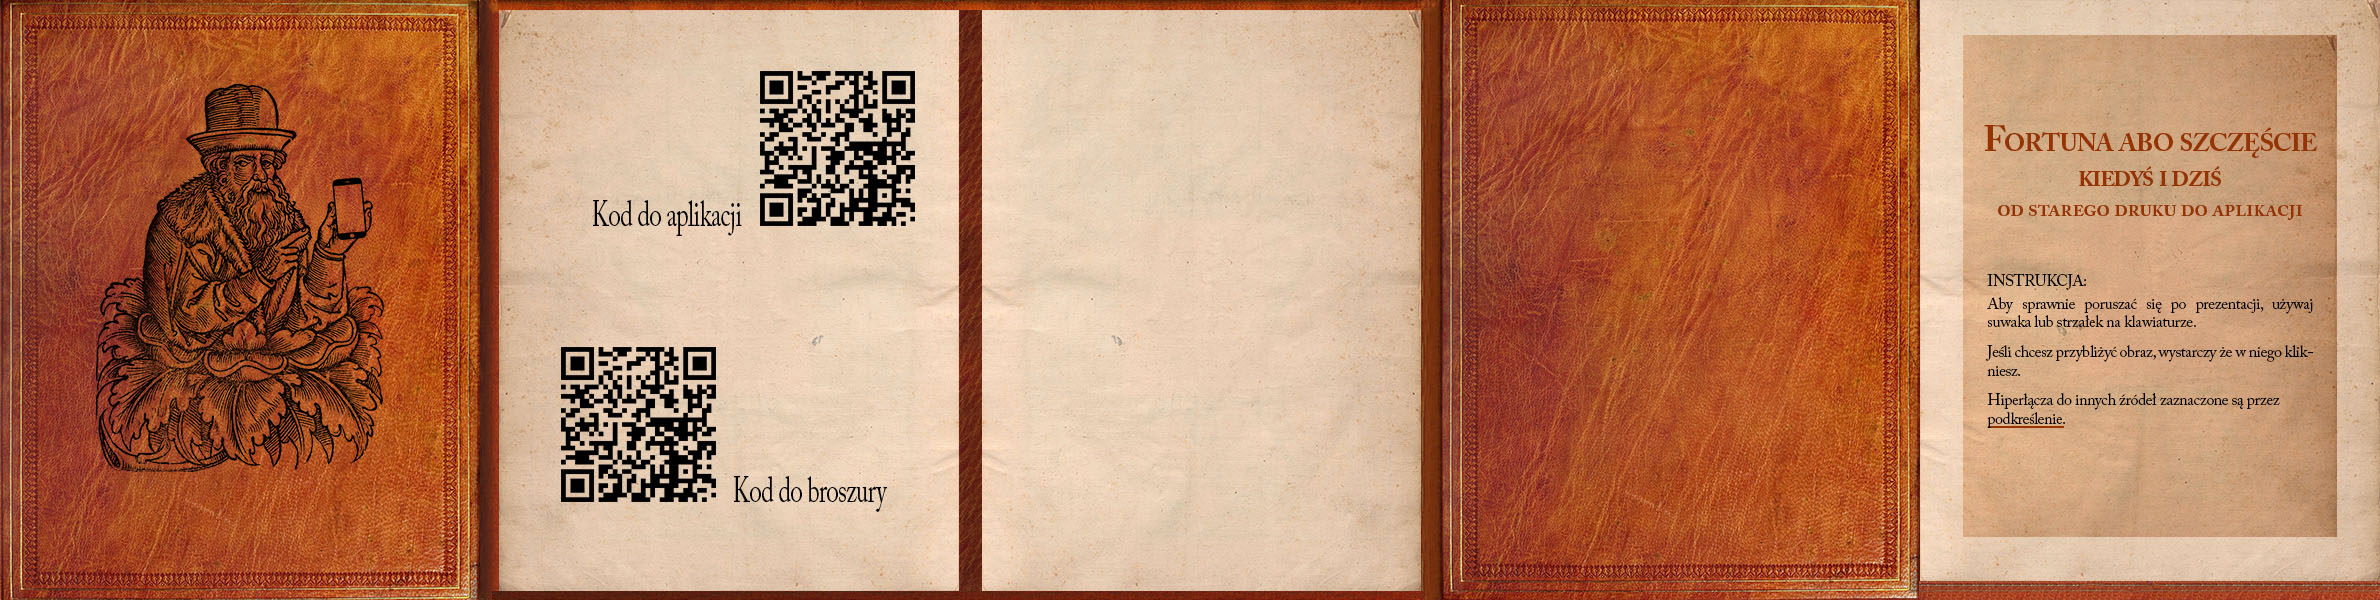 Kod do aplikacji
Kod do broszury
Fortuna abo szczęście
kiedyś i dziś
od starego druku do aplikacji
INSTRUKCJA:
Aby sprawnie poruszać się po prezentacji, używaj
suwaka lub strzałek na klawiaturze.
Jeśli chcesz przybliżyć obraz, wystarczy że w niego klik-
niesz.
Hiperłącza do innych źródeł zaznaczone są przez
podkreślenie.